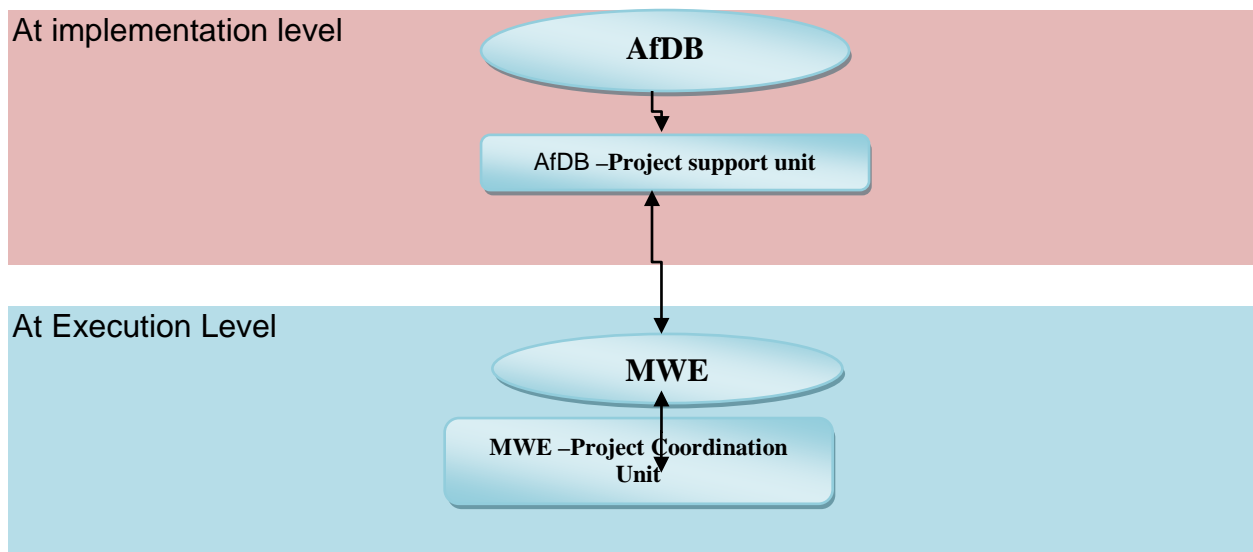 At implementation level
AfDB
AfDB –Project support unit
At Execution Level
MWE
MWE –Project Coordination
Unit